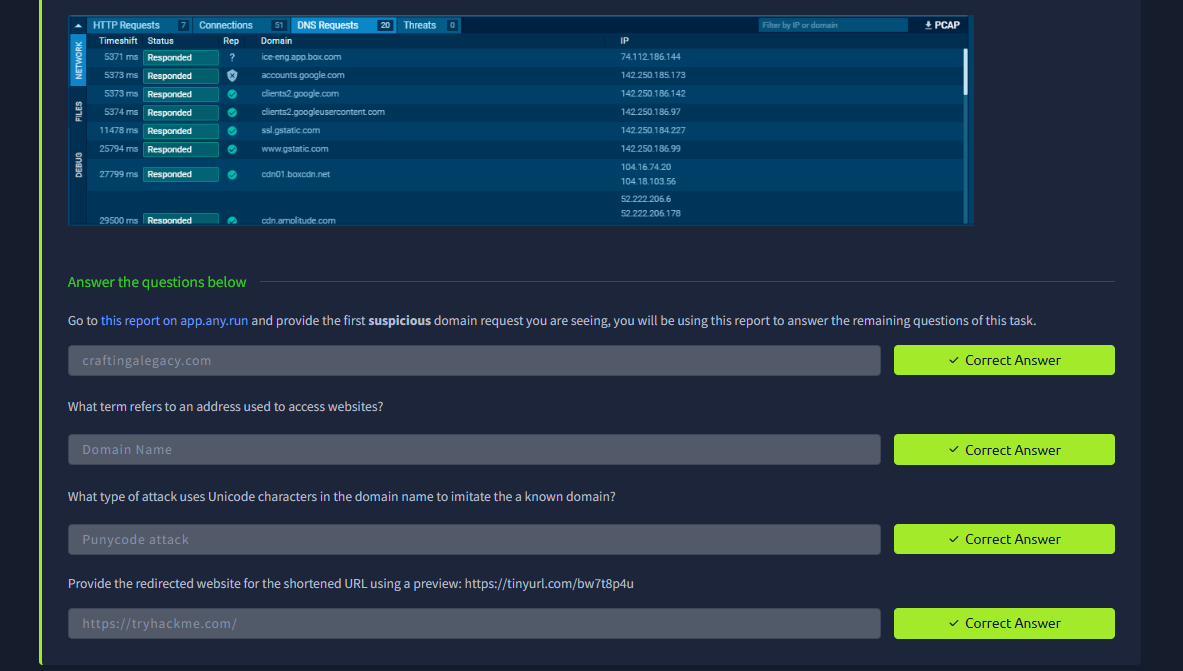 HTTP Requests 7 Connections 51 DNS Requests 20 Threats 0 Filter by IP or domain PCAP
Timeshift Status Rep Domain IP
NETWORK
FILES
DEBUG
5371 ms Responded ? ice-eng.app.box.com 74.112.186.144
5373 ms Responded accounts.google.com 142.250.185.173
5373 ms Responded clients2.google.com 142.250.186.142
5374 ms Responded clients2.googleusercontent.com 142.250.186.97
11478 ms Responded ssl.gstatic.com 142.250.184.227
25794 ms Responded www.gstatic.com 142.250.186.99
27799 ms Responded cdn01.boxcdn.net 104.16.74.20
104.18.103.56
52.222.206.6
52.222.206.178
29500 ms Responded cdn.amplitude.com
Answer the questions below
Go to this report on app.any.run and provide the first suspicious domain request you are seeing, you will be using this report to answer the remaining questions of this task.
craftingalegacy.com ✓ Correct Answer
What term refers to an address used to access websites?
Domain Name ✓ Correct Answer
What type of attack uses Unicode characters in the domain name to imitate the a known domain?
Punycode attack ✓ Correct Answer
Provide the redirected website for the shortened URL using a preview: https://tinyurl.com/bw7t8p4u
https://tryhackme.com/ ✓ Correct Answer